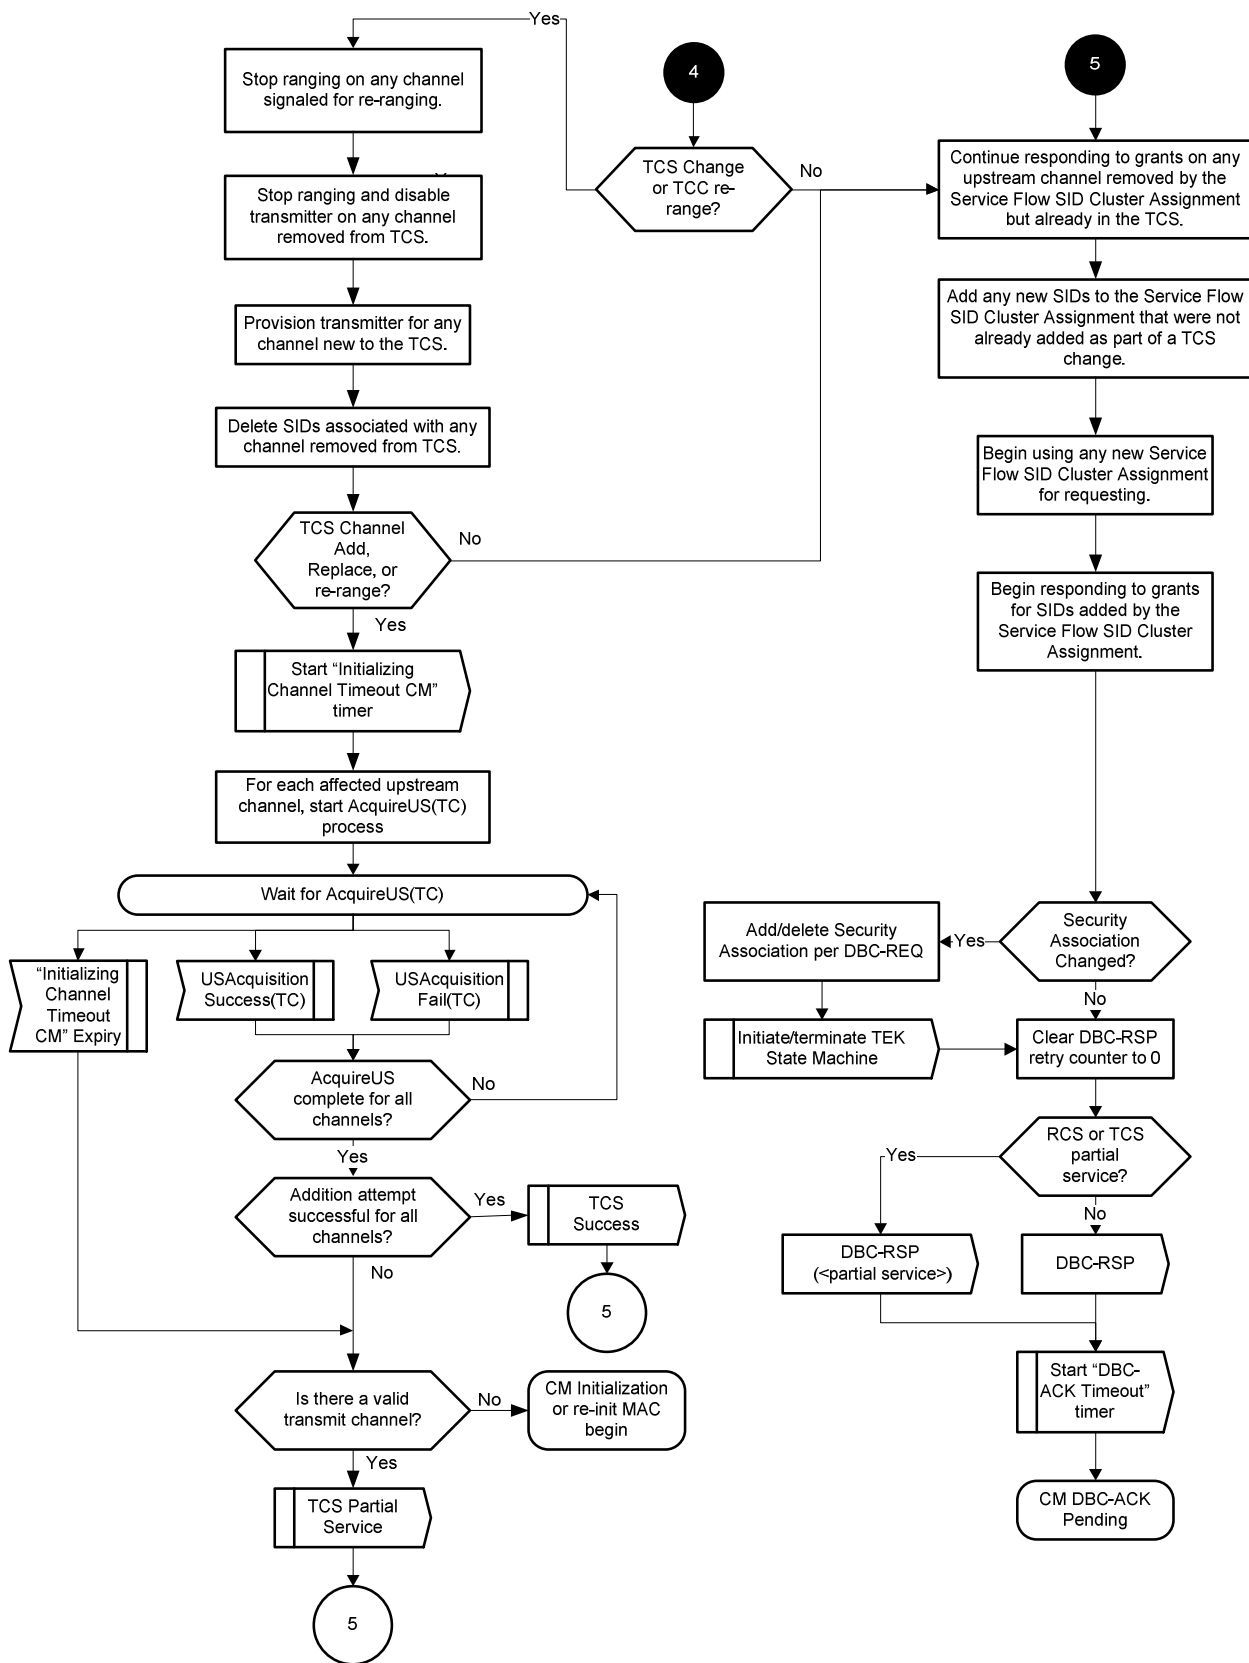 Yes
Stop ranging on any channel
signaled for re-ranging.
Stop ranging and disable
transmitter on any channel
removed from TCS.
Provision transmitter for any
channel new to the TCS.
Delete SIDs associated with any
channel removed from TCS.
TCS Channel
Add,
Replace, or
re-range?
No
Yes
Start “Initializing
Channel Timeout CM”
timer
For each affected upstream
channel, start AcquireUS(TC)
process
Wait for AcquireUS(TC)
“Initializing
Channel
Timeout
CM” Expiry
USAcquisition
Success(TC)
USAcquisition
Fail(TC)
AcquireUS
complete for all
channels?
No
Yes
Addition attempt
successful for all
channels?
Yes
TCS
Success
5
No
Is there a valid
transmit channel?
No
CM Initialization
or re-init MAC
begin
Yes
TCS Partial
Service
5
4
TCS Change
or TCC re-
range?
No
5
Continue responding to grants on any
upstream channel removed by the
Service Flow SID Cluster Assignment
but already in the TCS.
Add any new SIDs to the Service Flow
SID Cluster Assignment that were not
already added as part of a TCS
change.
Begin using any new Service
Flow SID Cluster Assignment
for requesting.
Begin responding to grants
for SIDs added by the
Service Flow SID Cluster
Assignment.
Security
Association
Changed?
Yes
Add/delete Security
Association per DBC-REQ
Initiate/terminate TEK
State Machine
No
Clear DBC-RSP
retry counter to 0
RCS or TCS
partial
service?
Yes
DBC-RSP
(<partial service>)
No
DBC-RSP
Start “DBC-
ACK Timeout”
timer
CM DBC-ACK
Pending